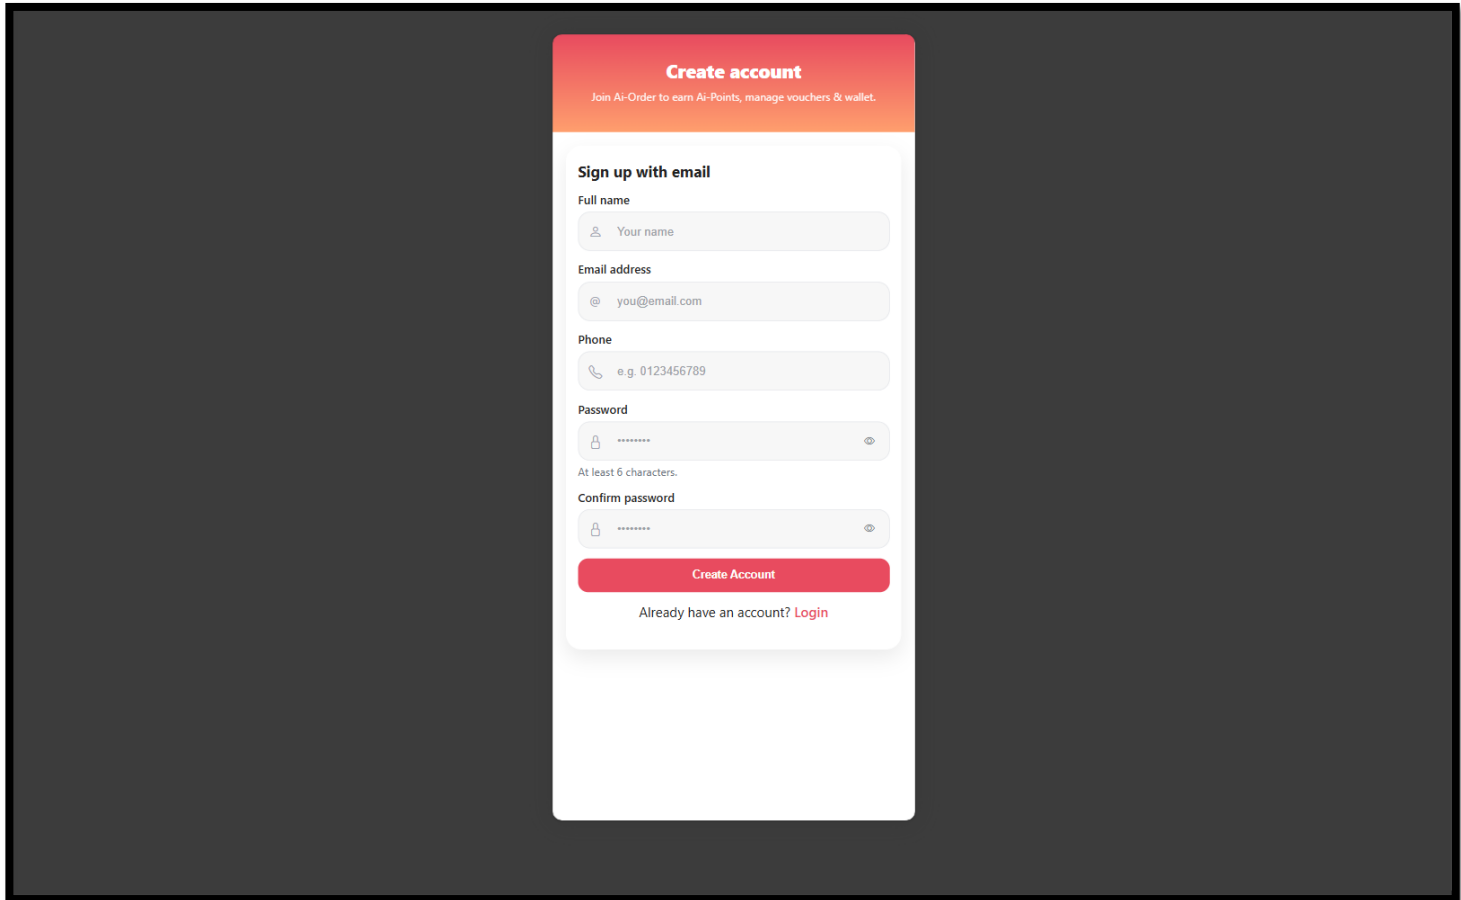 Create account
Join Ai-Order to earn Ai-Points, manage vouchers & wallet.
Sign up with email
Full name
Your name
Email address
@ you@email.com
Phone
e.g. 0123456789
Password
••••••••
At least 6 characters.
Confirm password
••••••••
Create Account
Already have an account? Login